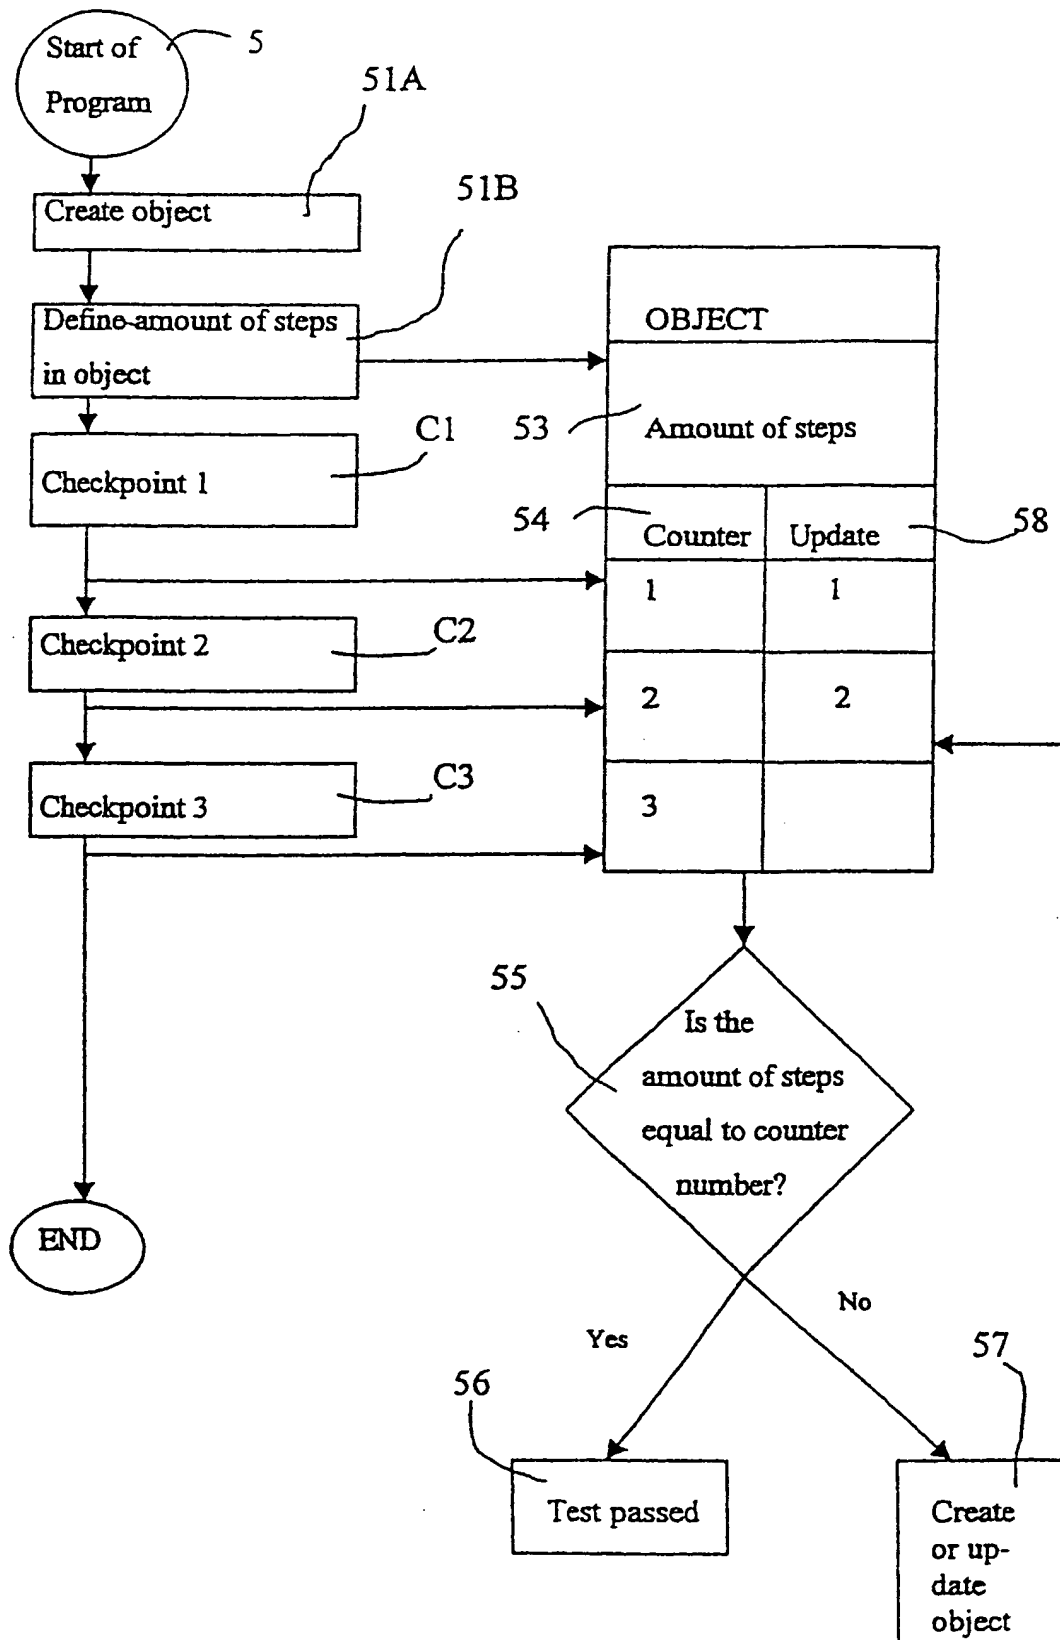 Start of
Program
5
51A
Create object
51B
Define amount of steps
in object
C1
Checkpoint 1
C2
Checkpoint 2
C3
Checkpoint 3
END
OBJECT
53
Amount of steps
54
Counter
Update
58
1
1
2
2
3
55
Is the
amount of steps
equal to counter
number?
Yes
No
56
Test passed
57
Create
or up-
date
object